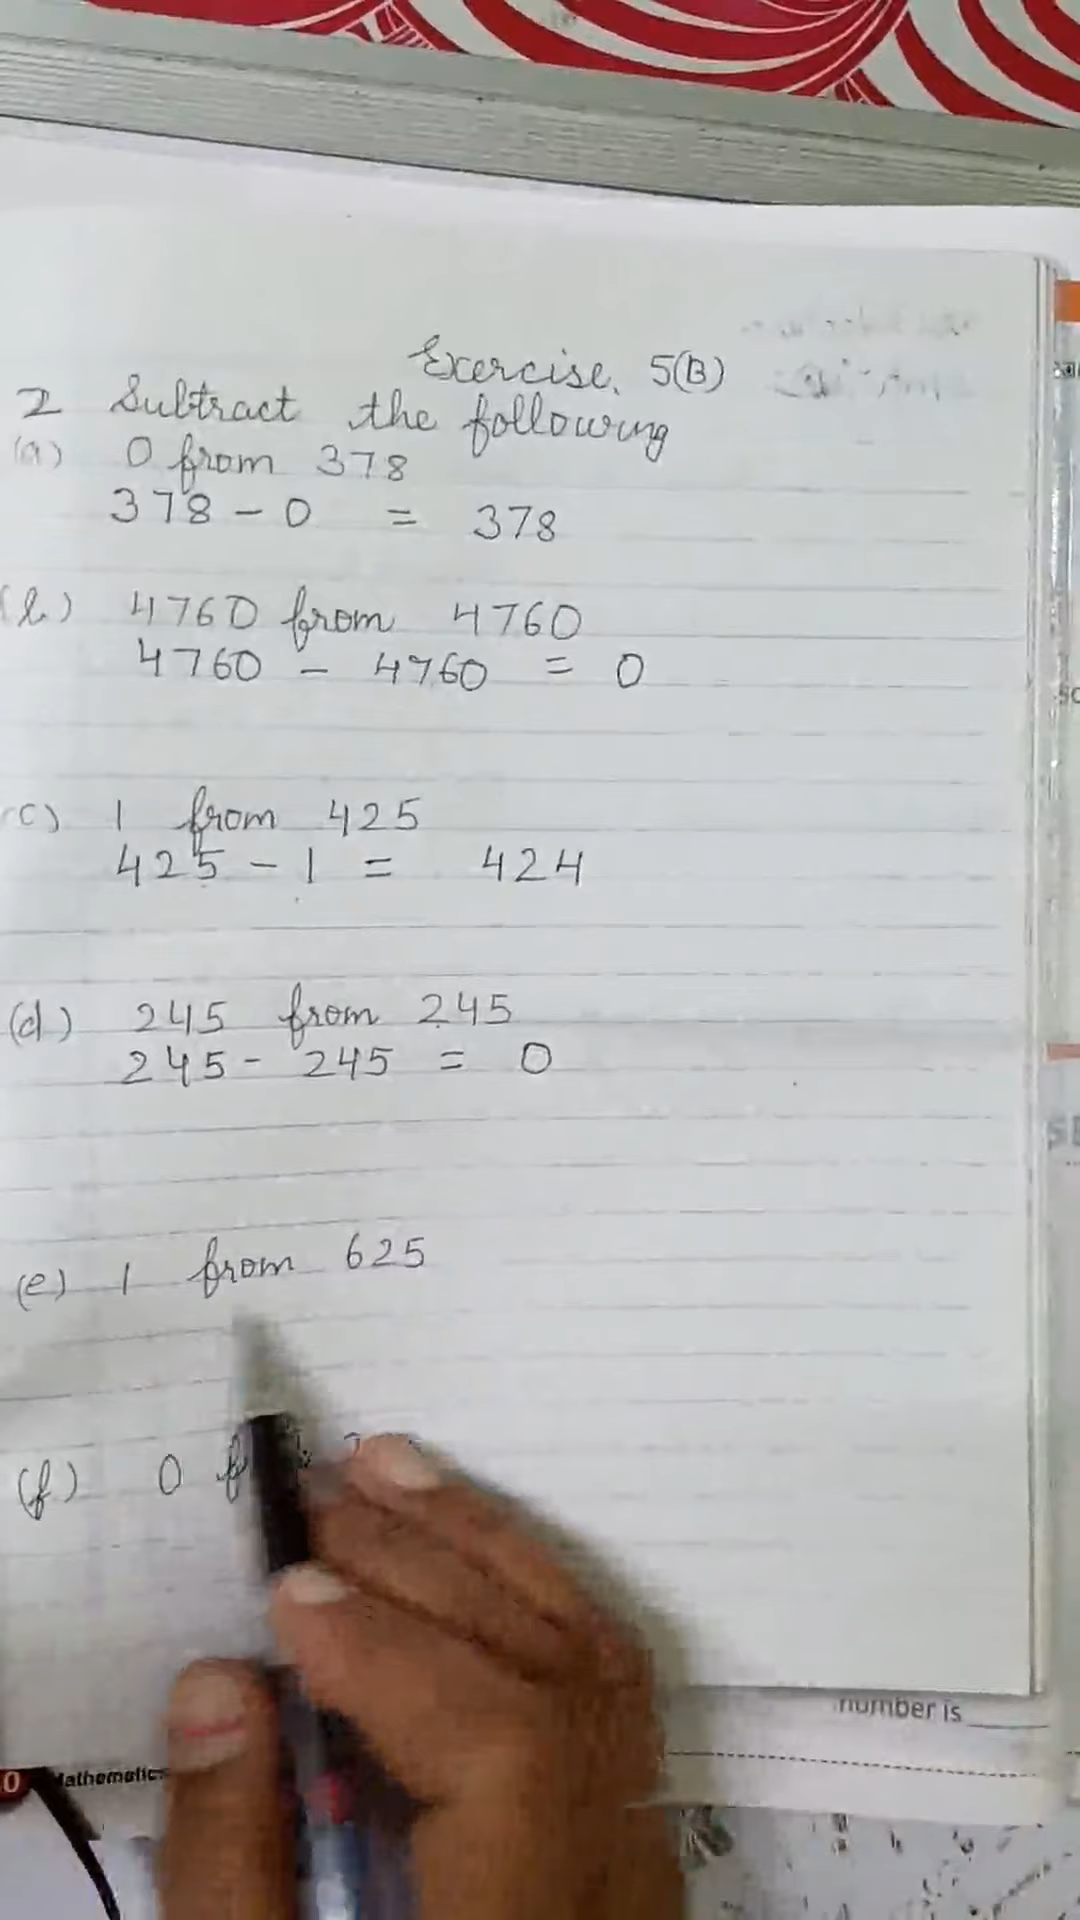 Exercise. 5(B)
2 Subtract the following
(a) 0 from 378
378 - 0 = 378
(b) 4760 from 4760
4760 - 4760 = 0
(c) 1 from 425
425 - 1 = 424
(d) 245 from 245
245 - 245 = 0
(e) 1 from 625
(f) 0
number is
0 Mathematics